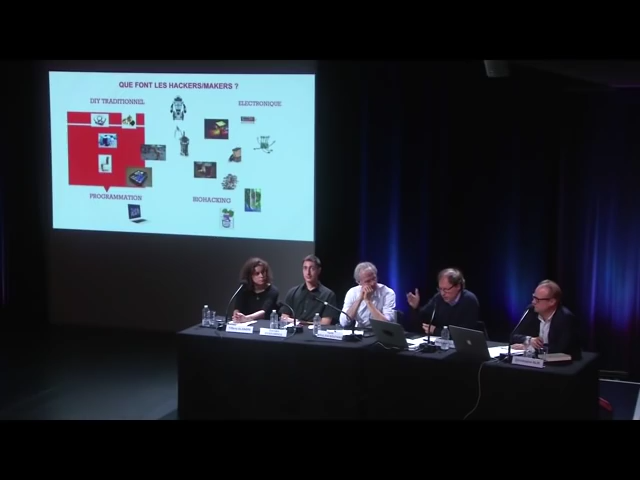 QUE FONT LES HACKERS/MAKERS ?
DIY TRADITIONNEL
ELECTRONIQUE
PROGRAMMATION
BIOHACKING